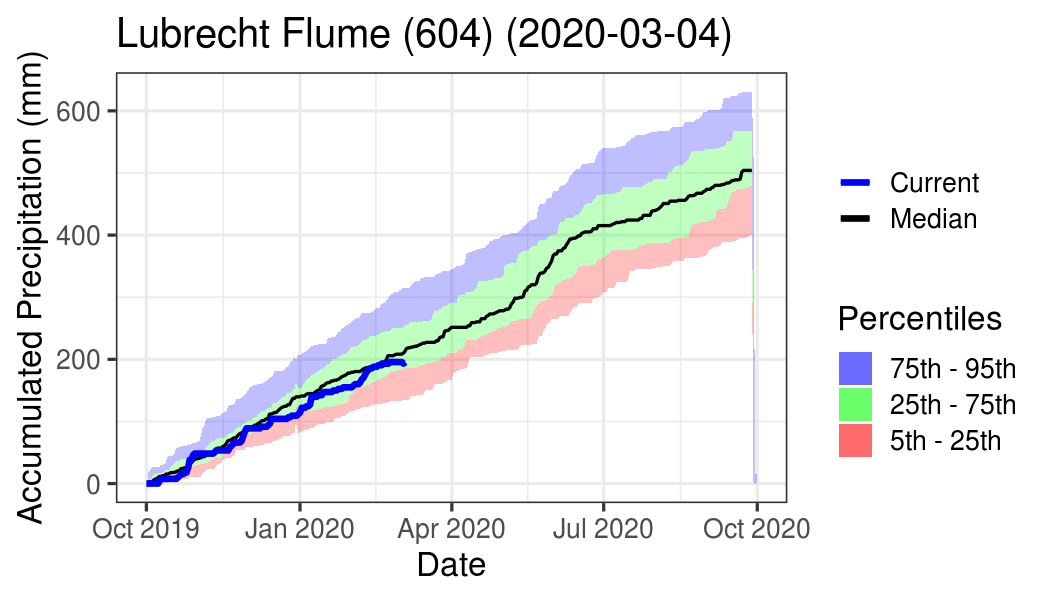 Lubrecht Flume (604) (2020-03-04)
Accumulated Precipitation (mm)
600
400
200
0
Oct 2019
Jan 2020
Apr 2020
Jul 2020
Oct 2020
Date
Current
Median
Percentiles
75th - 95th
25th - 75th
5th - 25th